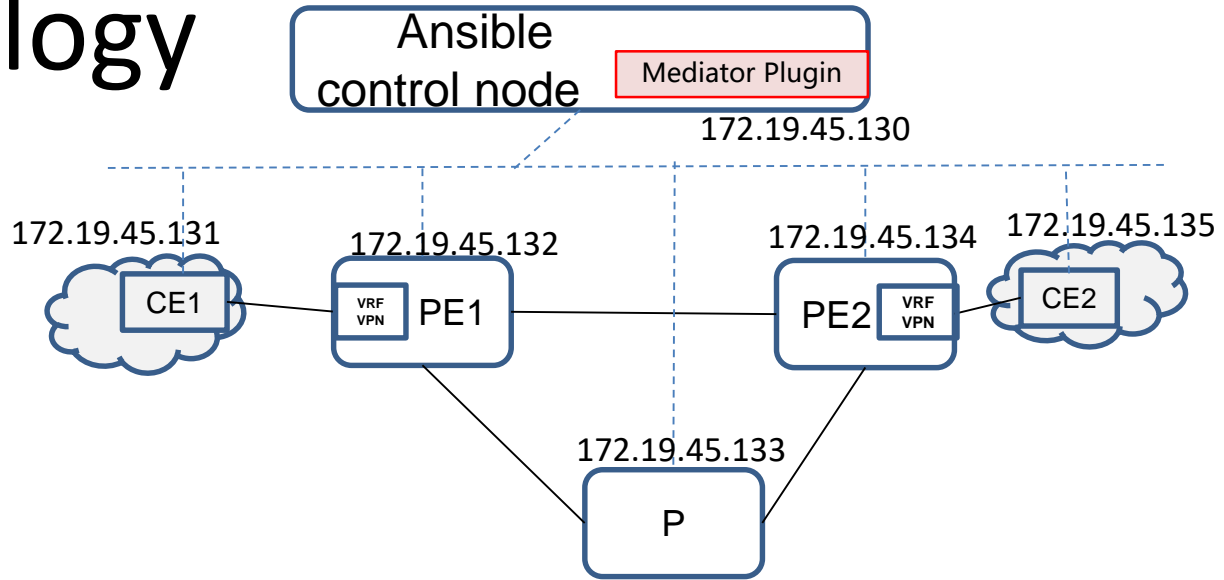 logy
Ansible
control node
Mediator Plugin
172.19.45.130
172.19.45.131
172.19.45.132
172.19.45.134
172.19.45.135
CE1
VRF
VPN
PE1
PE2
VRF
VPN
CE2
172.19.45.133
P